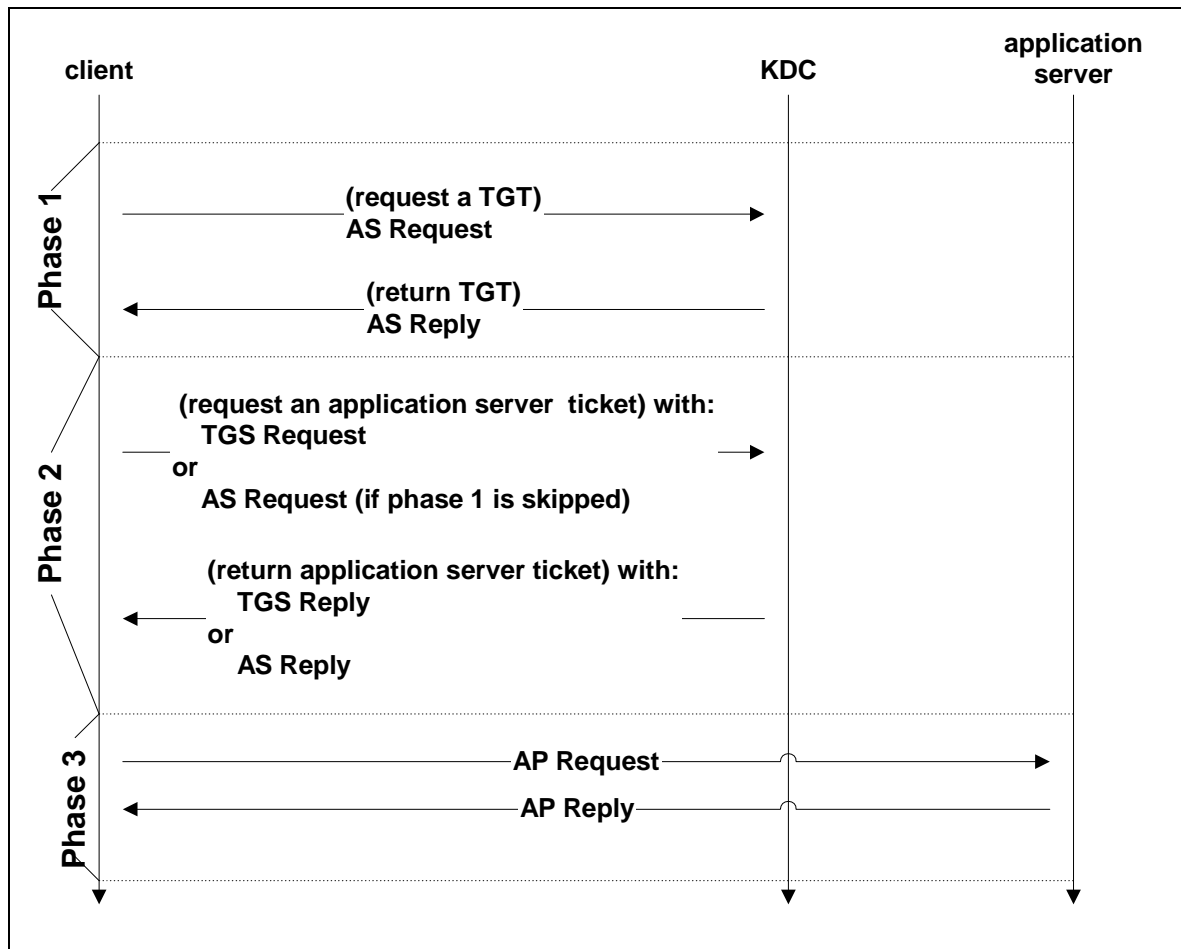 client
KDC
application
server
Phase 1
(request a TGT)
AS Request
(return TGT)
AS Reply
Phase 2
(request an application server ticket) with:
TGS Request
or
AS Request (if phase 1 is skipped)
(return application server ticket) with:
TGS Reply
or
AS Reply
Phase 3
AP Request
AP Reply